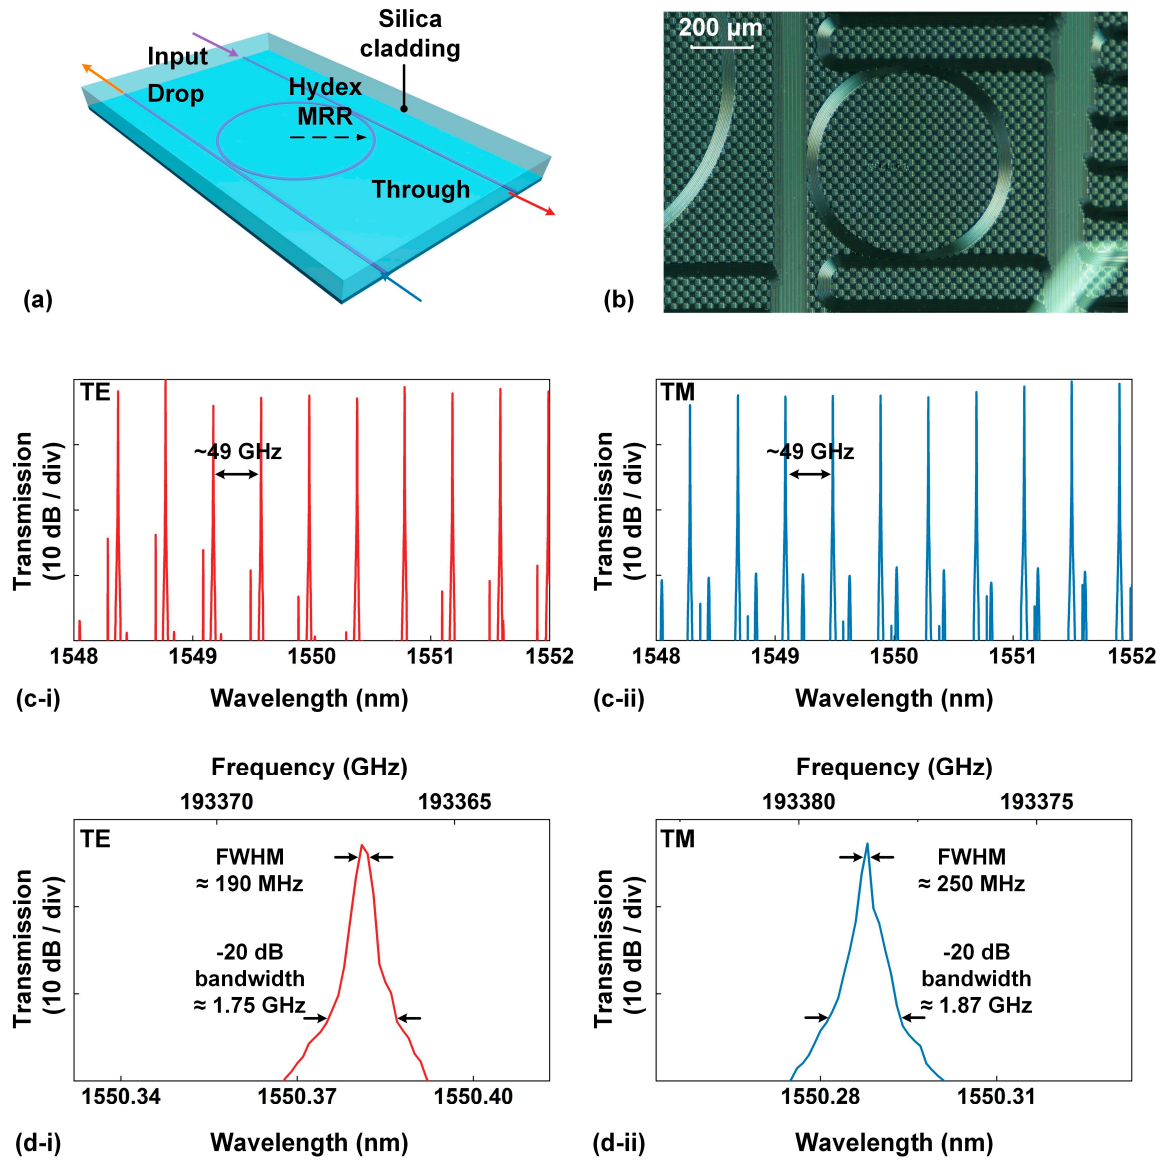 Silica
cladding
Input
Drop
Hydex
MRR
Through
(a)
200 µm
(b)
TE
~49 GHz
Transmission
(10 dB / div)
1548
1549
1550
1551
1552
Wavelength (nm)
(c-i)
TM
~49 GHz
Transmission
(10 dB / div)
1548
1549
1550
1551
1552
Wavelength (nm)
(c-ii)
Frequency (GHz)
193370
193365
TE
FWHM
≈ 190 MHz
-20 dB
bandwidth
≈ 1.75 GHz
Transmission
(10 dB / div)
1550.34
1550.37
1550.40
Wavelength (nm)
(d-i)
Frequency (GHz)
193380
193375
TM
FWHM
≈ 250 MHz
-20 dB
bandwidth
≈ 1.87 GHz
Transmission
(10 dB / div)
1550.28
1550.31
Wavelength (nm)
(d-ii)